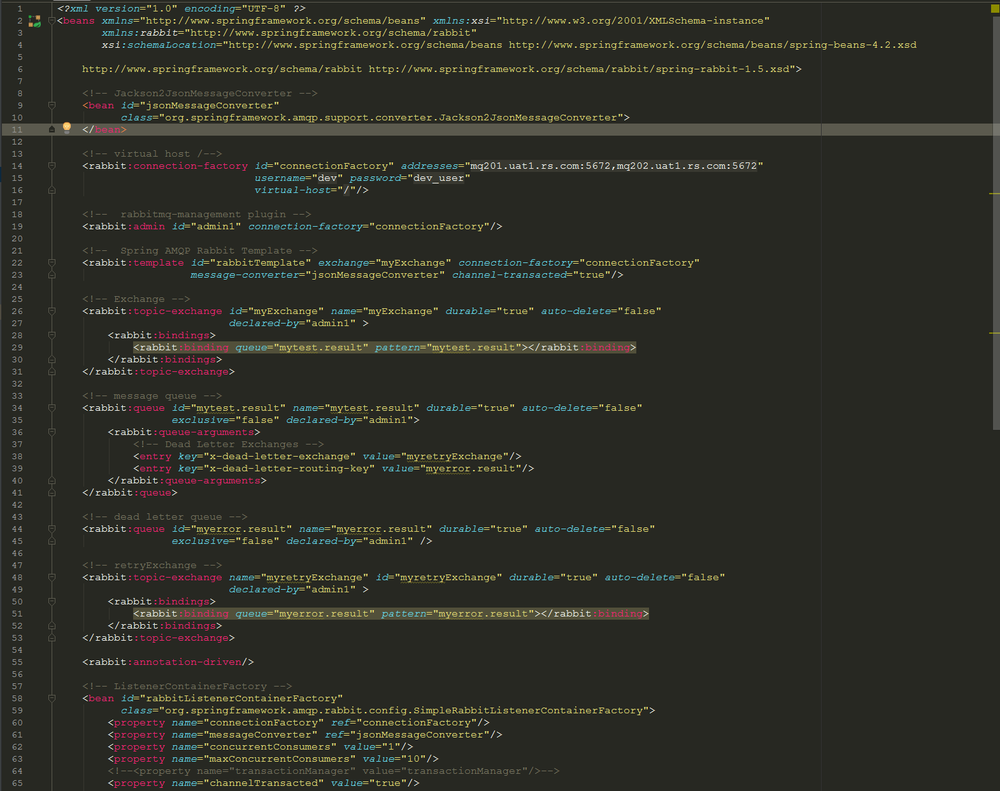 1 <?xml version="1.0" encoding="UTF-8" ?>
2 <beans xmlns="http://www.springframework.org/schema/beans" xmlns:xsi="http://www.w3.org/2001/XMLSchema-instance"
3        xmlns:rabbit="http://www.springframework.org/schema/rabbit"
4        xsi:schemaLocation="http://www.springframework.org/schema/beans http://www.springframework.org/schema/beans/spring-beans-4.2.xsd
5
6     http://www.springframework.org/schema/rabbit http://www.springframework.org/schema/rabbit/spring-rabbit-1.5.xsd">
7
8     <!-- Jackson2JsonMessageConverter -->
9     <bean id="jsonMessageConverter"
10           class="org.springframework.amqp.support.converter.Jackson2JsonMessageConverter">
11     </bean>
12
13     <!-- virtual host /-->
14     <rabbit:connection-factory id="connectionFactory" addresses="mq201.uat1.rs.com:5672,mq202.uat1.rs.com:5672"
15                                username="dev" password="dev_user"
16                                virtual-host="/"/>
17
18     <!--  rabbitmq-management plugin -->
19     <rabbit:admin id="admin1" connection-factory="connectionFactory"/>
20
21     <!--  Spring AMQP Rabbit Template -->
22     <rabbit:template id="rabbitTemplate" exchange="myExchange" connection-factory="connectionFactory"
23                      message-converter="jsonMessageConverter" channel-transacted="true"/>
24
25     <!-- Exchange -->
26     <rabbit:topic-exchange id="myExchange" name="myExchange" durable="true" auto-delete="false"
27                            declared-by="admin1" >
28         <rabbit:bindings>
29             <rabbit:binding queue="mytest.result" pattern="mytest.result"></rabbit:binding>
30         </rabbit:bindings>
31     </rabbit:topic-exchange>
32
33     <!-- message queue -->
34     <rabbit:queue id="mytest.result" name="mytest.result" durable="true" auto-delete="false"
35                   exclusive="false" declared-by="admin1">
36         <rabbit:queue-arguments>
37             <!-- Dead Letter Exchanges -->
38             <entry key="x-dead-letter-exchange" value="myretryExchange"/>
39             <entry key="x-dead-letter-routing-key" value="myerror.result"/>
40         </rabbit:queue-arguments>
41     </rabbit:queue>
42
43     <!-- dead letter queue -->
44     <rabbit:queue id="myerror.result" name="myerror.result" durable="true" auto-delete="false"
45                   exclusive="false" declared-by="admin1" />
46
47     <!-- retryExchange -->
48     <rabbit:topic-exchange name="myretryExchange" id="myretryExchange" durable="true" auto-delete="false"
49                            declared-by="admin1" >
50         <rabbit:bindings>
51             <rabbit:binding queue="myerror.result" pattern="myerror.result"></rabbit:binding>
52         </rabbit:bindings>
53     </rabbit:topic-exchange>
54
55     <rabbit:annotation-driven/>
56
57     <!-- ListenerContainerFactory -->
58     <bean id="rabbitListenerContainerFactory"
59           class="org.springframework.amqp.rabbit.config.SimpleRabbitListenerContainerFactory">
60         <property name="connectionFactory" ref="connectionFactory"/>
61         <property name="messageConverter" ref="jsonMessageConverter"/>
62         <property name="concurrentConsumers" value="1"/>
63         <property name="maxConcurrentConsumers" value="10"/>
64         <!--<property name="transactionManager" value="transactionManager"/>-->
65         <property name="channelTransacted" value="true"/>